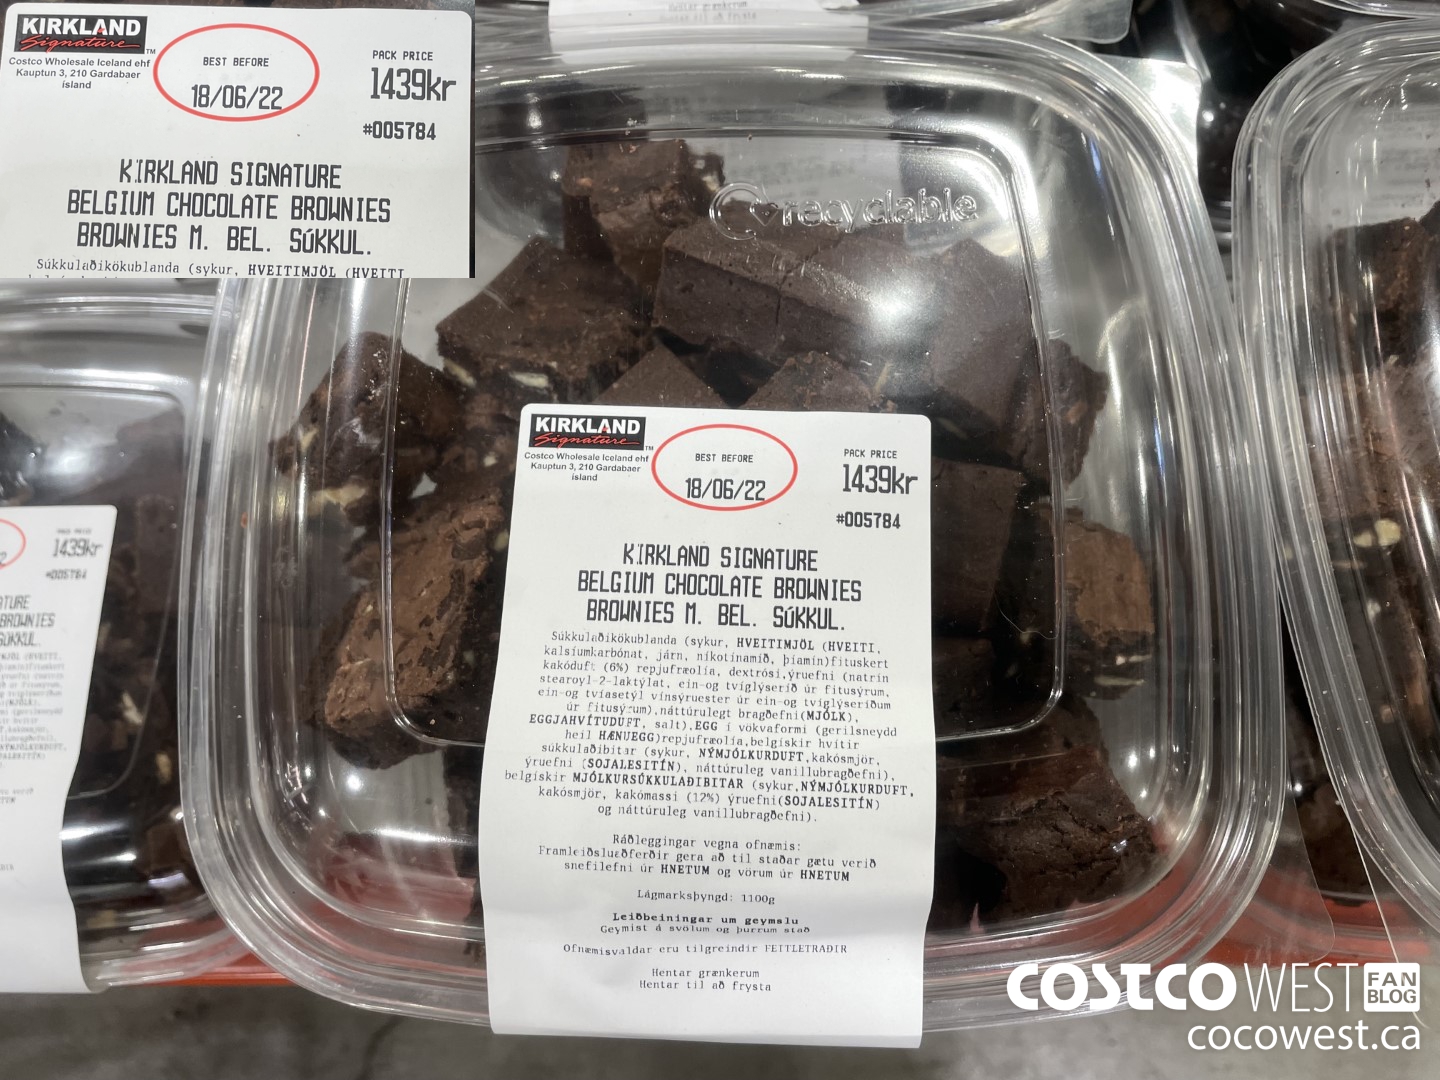 KIRKLAND
Signature™
Costco Wholesale Iceland ehf
Kauptun 3, 210 Gardabaer
ísland
BEST BEFORE
18/06/22
PACK PRICE
1439kr
#005784
KIRKLAND SIGNATURE
BELGIUM CHOCOLATE BROWNIES
BROWNIES M. BEL. SÚKKUL.
Súkkulaðikökublanda (sykur, HVEITIMJÖL (HVEITI
recyclable
KIRKLAND
Signature™
Costco Wholesale Iceland ehf
Kauptun 3, 210 Gardabaer
ísland
BEST BEFORE
18/06/22
PACK PRICE
1439kr
#005784
KIRKLAND SIGNATURE
BELGIUM CHOCOLATE BROWNIES
BROWNIES M. BEL. SÚKKUL.
Súkkulaðikökublanda (sykur, HVEITIMJÖL (HVEITI,
kalsíumkarbónat, járn, níkótínamíð, þíamín)fituskert
kakóduft (6%) repjufræolía, dextrósi,ýruefni (natrín
stearoyl-2-laktýlat, ein-og tvíglýseríð úr fitusýrum,
ein-og tvíasetýl vínsýruester úr ein-og tvíglýseríðum
úr fitusýrum),náttúrulegt bragðefni(MJÓLK),
EGGJAHVÍTUDUFT, salt),EGG í vökvaformi (gerilsneydd
heil HÆNUEGG)repjufræolía,belgískir hvítir
súkkulaðibitar (sykur, NÝMJÓLKURDUFT,kakósmjör,
ýruefni (SOJALESITÍN), náttúruleg vanillubragðefni),
belgískir MJÓLKURSÚKKULAÐIBITAR (sykur,NÝMJÓLKURDUFT,
kakósmjör, kakómassi (12%) ýruefni(SOJALESITÍN)
og náttúruleg vanillubragðefni).
Ráðleggingar vegna ofnæmis:
Framleiðsluaðferðir gera að til staðar gætu verið
snefilefni úr HNETUM og vörum úr HNETUM
Lágmarksþyngd: 1100g
Leiðbeiningar um geymslu
Geymist á svölum og þurrum stað
Ofnæmisvaldar eru tilgreindir FEITLETRAÐIR
Hentar grænkerum
Hentar til að frysta
1439kr
#005784
COSTCO WEST FAN BLOG
cocowest.ca